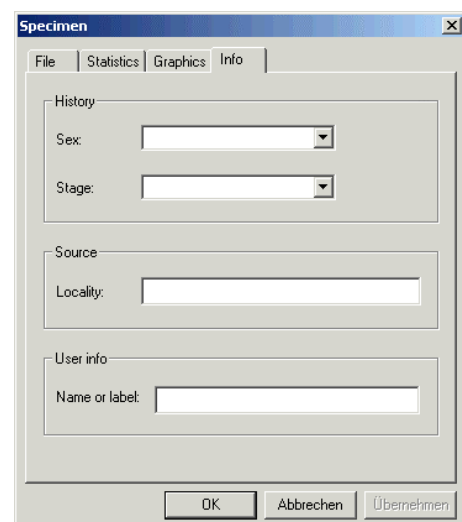 Specimen
File Statistics Graphics Info
History
Sex:
Stage:
Source
Locality:
User info
Name or label:
OK Abbrechen Übernehmen